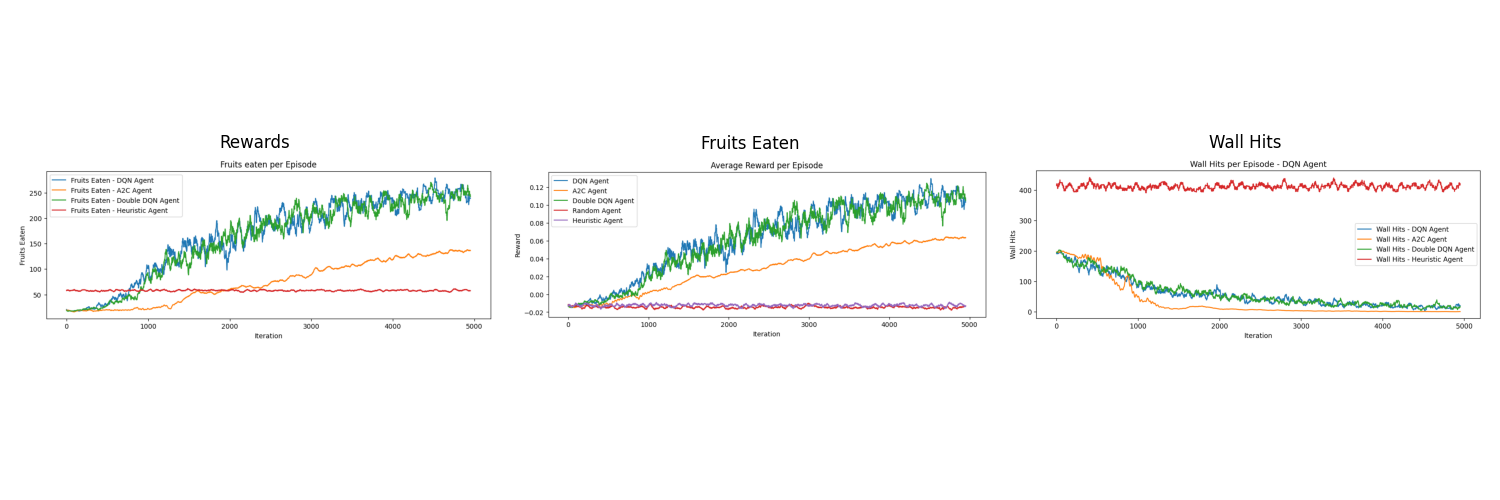 Rewards
Fruits eaten per Episode
Fruits Eaten - DQN Agent
Fruits Eaten - A2C Agent
Fruits Eaten - Double DQN Agent
Fruits Eaten - Heuristic Agent
Fruits Eaten
250
200
150
100
50
0 1000 2000 3000 4000 5000
Iteration
Fruits Eaten
Average Reward per Episode
DQN Agent
A2C Agent
Double DQN Agent
Random Agent
Heuristic Agent
Reward
0.12
0.10
0.08
0.06
0.04
0.02
0.00
−0.02
0 1000 2000 3000 4000 5000
Iteration
Wall Hits
Wall Hits per Episode - DQN Agent
Wall Hits - DQN Agent
Wall Hits - A2C Agent
Wall Hits - Double DQN Agent
Wall Hits - Heuristic Agent
Wall Hits
400
300
200
100
0
0 1000 2000 3000 4000 5000
Iteration